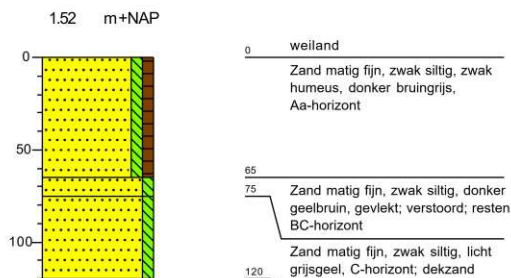 1.52 m+NAP
0
50
100
0 weiland
Zand matig fijn, zwak siltig, zwak
humeus, donker bruingrijs,
Aa-horizont
65
75
Zand matig fijn, zwak siltig, donker
geelbruin, gevlekt; verstoord; resten
BC-horizont
Zand matig fijn, zwak siltig, licht
120 grijsgeel, C-horizont; dekzand